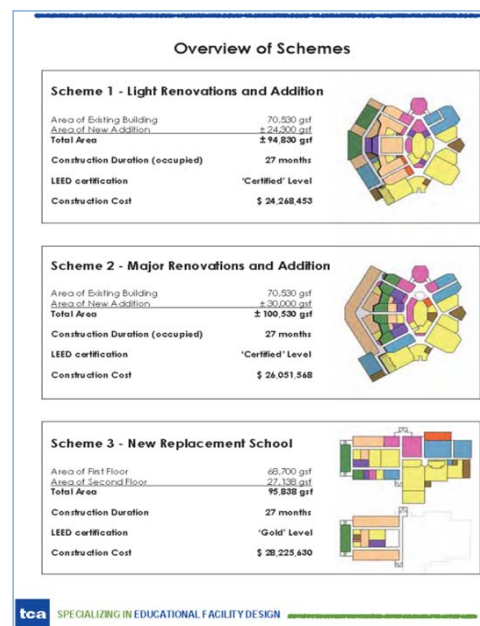 Overview of Schemes
Scheme 1 - Light Renovations and Addition
Area of Existing Building 70,530 gsf
Area of New Addition ± 24,300 gsf
Total Area ± 94,830 gsf
Construction Duration (occupied) 27 months
LEED certification 'Certified' Level
Construction Cost $ 24,268,453
Scheme 2 - Major Renovations and Addition
Area of Existing Building 70,530 gsf
Area of New Addition ± 30,000 gsf
Total Area ± 100,530 gsf
Construction Duration (occupied) 27 months
LEED certification 'Certified' Level
Construction Cost $ 26,051,568
Scheme 3 - New Replacement School
Area of First Floor 68,700 gsf
Area of Second Floor 27,138 gsf
Total Area 95,838 gsf
Construction Duration 27 months
LEED certification 'Gold' Level
Construction Cost $ 28,225,630
tca SPECIALIZING IN EDUCATIONAL FACILITY DESIGN